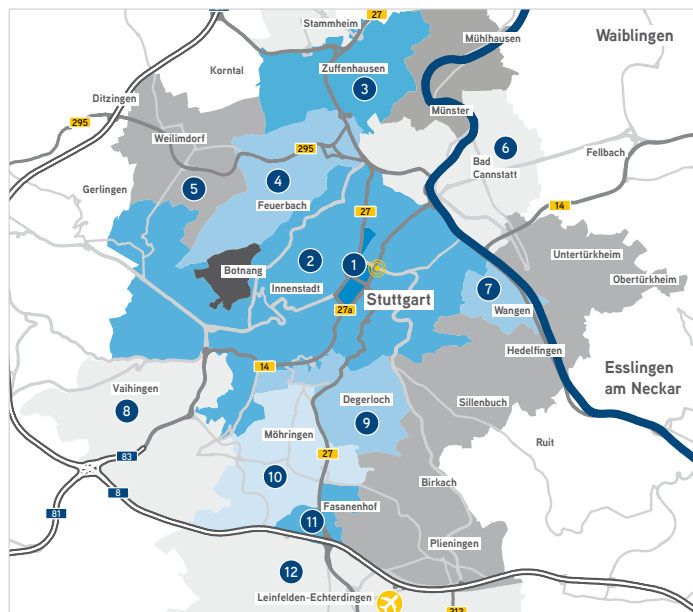 27
Stammheim
Mühlhausen
Waiblingen
Korntal
Zuffenhausen
3
Ditzingen
Münster
295
Weilimdorf
295
6
Bad
Cannstatt
Fellbach
4
5
Gerlingen
Feuerbach
27
14
Untertürkheim
2
1
Botnang
Obertürkheim
Innenstadt
7
Stuttgart
27a
Wangen
Hedelfingen
14
Esslingen
am Neckar
Vaihingen
Degerloch
8
9
Sillenbuch
Möhringen
Ruit
83
27
10
8
Birkach
81
Fasanenhof
11
Plieningen
12
Leinfelden-Echterdingen